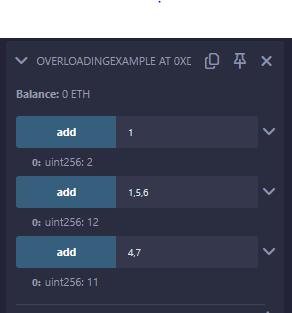 OVERLOADINGEXAMPLE AT 0XE
Balance: 0 ETH
add 1
0: uint256: 2
add 1,5,6
0: uint256: 12
add 4,7
0: uint256: 11